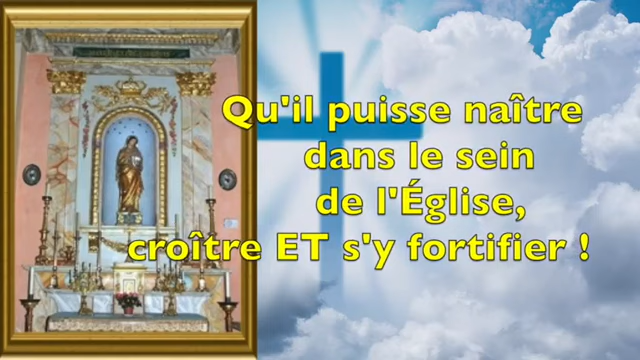 Qu'il puisse naître
dans le sein
de l'Église,
croître ET s'y fortifier !